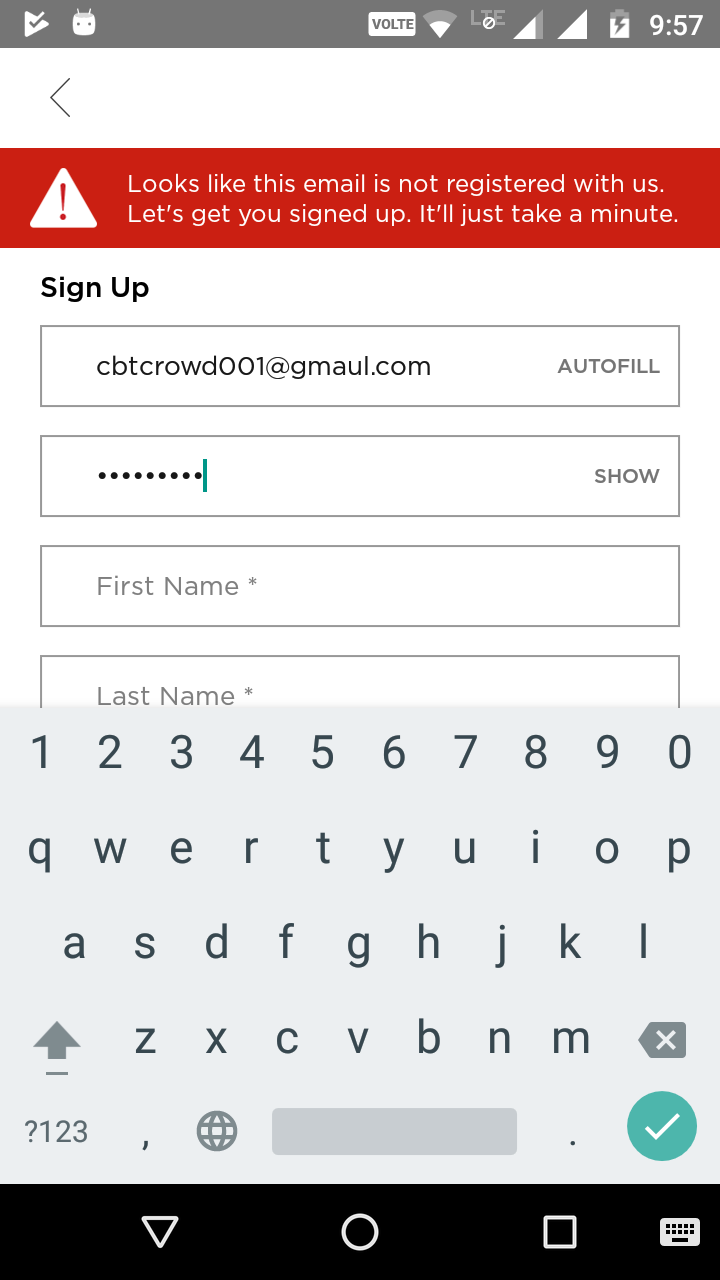 VOLTE LTE 9:57
Looks like this email is not registered with us.
Let's get you signed up. It'll just take a minute.
Sign Up
cbtcrowd001@gmaul.com AUTOFILL
••••••••• SHOW
First Name *
Last Name *
1 2 3 4 5 6 7 8 9 0
q w e r t y u i o p
a s d f g h j k l
z x c v b n m
?123 , .